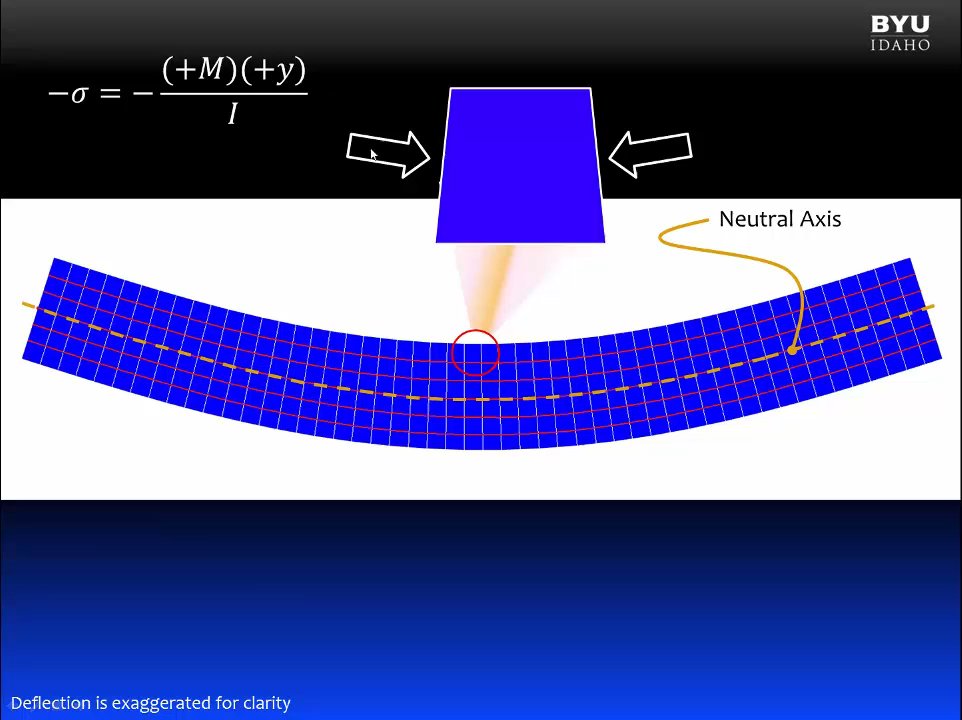 BYU
IDAHO
−σ = − (+M)(+y) / I
Neutral Axis
Deflection is exaggerated for clarity